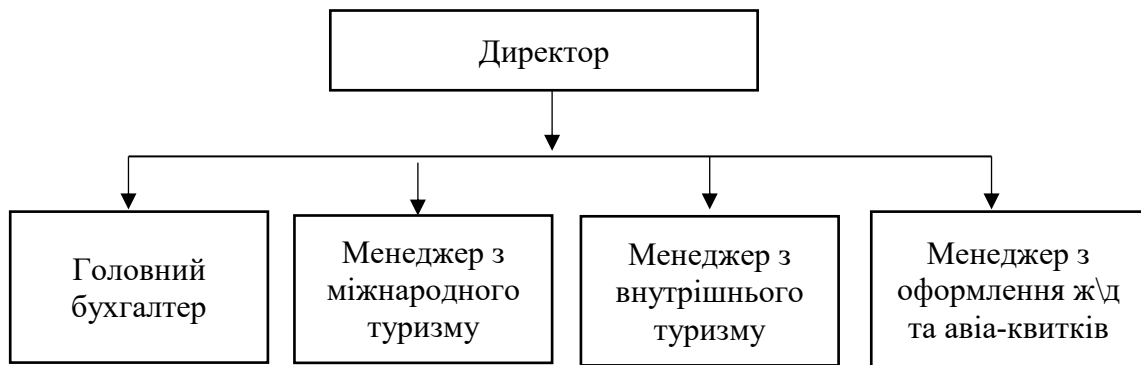 Директор
Головний
бухгалтер
Менеджер з
міжнародного
туризму
Менеджер з
внутрішнього
туризму
Менеджер з
оформлення ж\д
та авіа-квитків